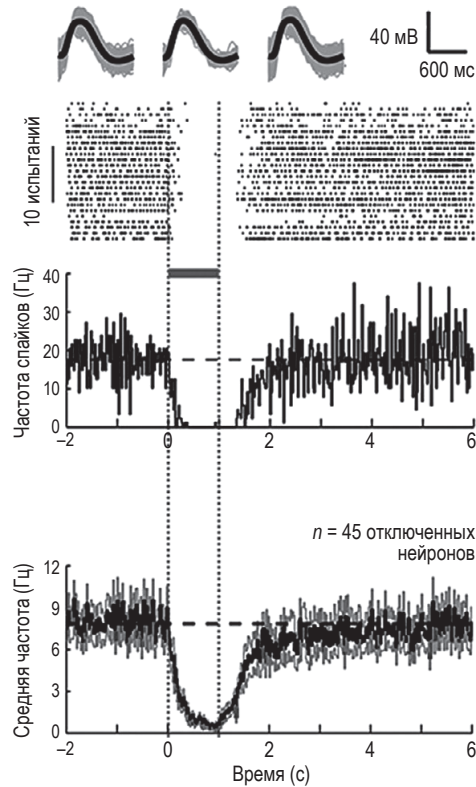 40 мВ
600 мс
10 испытаний
Частота спайков (Гц)
40
30
20
10
0
–2 0 2 4 6
n = 45 отключенных
нейронов
Средняя частота (Гц)
12
9
6
3
0
–2 0 2 4 6
Время (с)